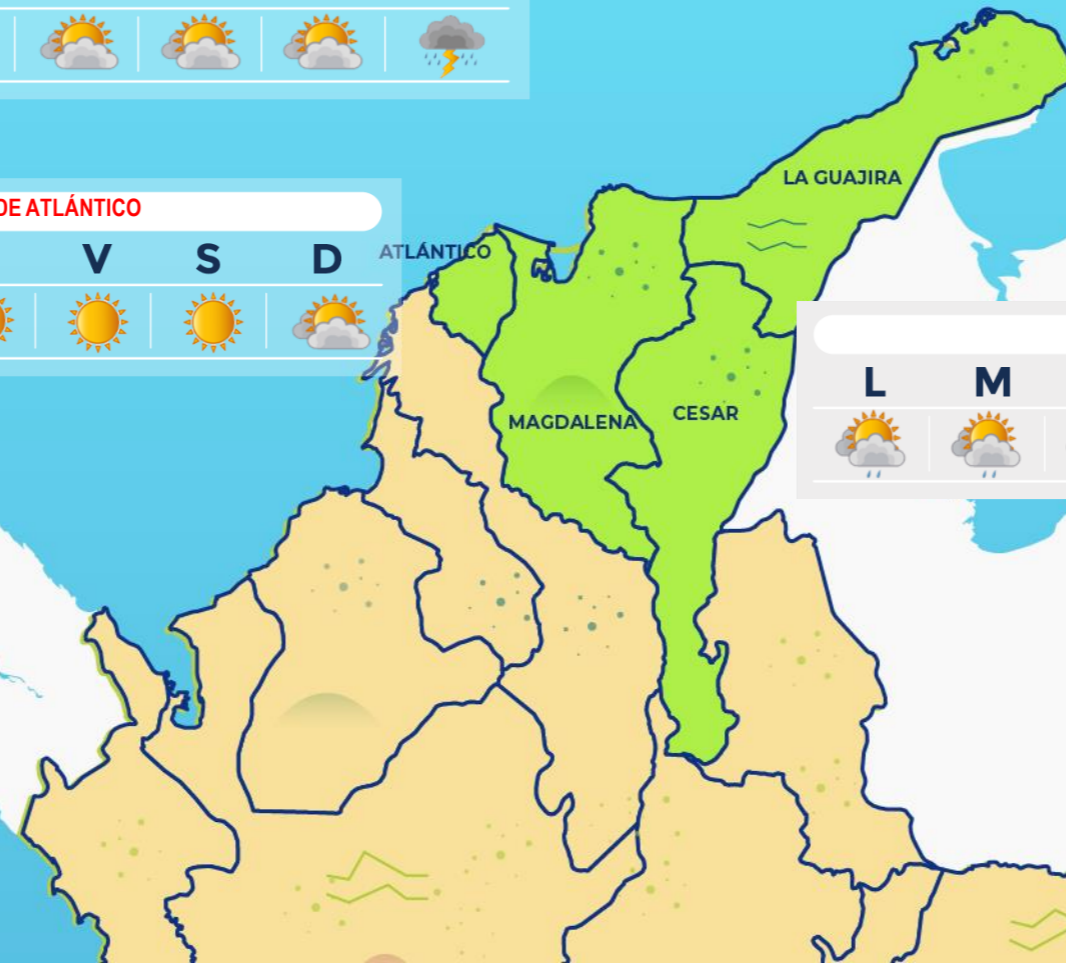 LA GUAJIRA
DE ATLÁNTICO
V S D
ATLÁNTICO
L M
MAGDALENA
CESAR